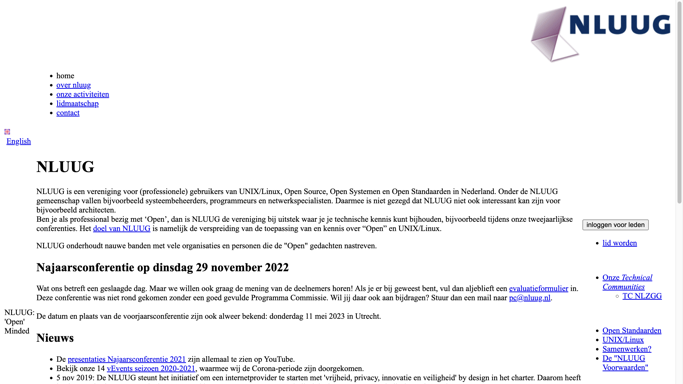 NLUUG
home
over nluug
onze activiteiten
lidmaatschap
contact
English
NLUUG
NLUUG is een vereniging voor (professionele) gebruikers van UNIX/Linux, Open Source, Open Systemen en Open Standaarden in Nederland. Onder de NLUUG
gemeenschap vallen bijvoorbeeld systeembeheerders, programmeurs en netwerkspecialisten. Daarmee is niet gezegd dat NLUUG niet ook interessant kan zijn voor
bijvoorbeeld architecten.
Ben je als professional bezig met ‘Open’, dan is NLUUG de vereniging bij uitstek waar je je technische kennis kunt bijhouden, bijvoorbeeld tijdens onze tweejaarlijkse
conferenties. Het doel van NLUUG is namelijk de verspreiding van de toepassing van en kennis over “Open” en UNIX/Linux.
NLUUG onderhoudt nauwe banden met vele organisaties en personen die de "Open" gedachten nastreven.
Najaarsconferentie op dinsdag 29 november 2022
Wat ons betreft een geslaagde dag. Maar we willen ook graag de mening van de deelnemers horen! Als je er bij geweest bent, vul dan aljeblieft een evaluatieformulier in.
Deze conferentie was niet rond gekomen zonder een goed gevulde Programma Commissie. Wil jij daar ook aan bijdragen? Stuur dan een mail naar pc@nluug.nl.
De datum en plaats van de voorjaarsconferentie zijn ook alweer bekend: donderdag 11 mei 2023 in Utrecht.
Nieuws
De presentaties Najaarsconferentie 2021 zijn allemaal te zien op YouTube.
Bekijk onze 14 vEvents seizoen 2020-2021, waarmee wij de Corona-periode zijn doorgekomen.
5 nov 2019: De NLUUG steunt het initiatief om een internetprovider te starten met 'vrijheid, privacy, innovatie en veiligheid' by design in het charter. Daarom heeft
NLUUG:
'Open'
Minded
inloggen voor leden
lid worden
Onze Technical
Communities
TC NLZGG
Open Standaarden
UNIX/Linux
Samenwerken?
De "NLUUG
Voorwaarden"